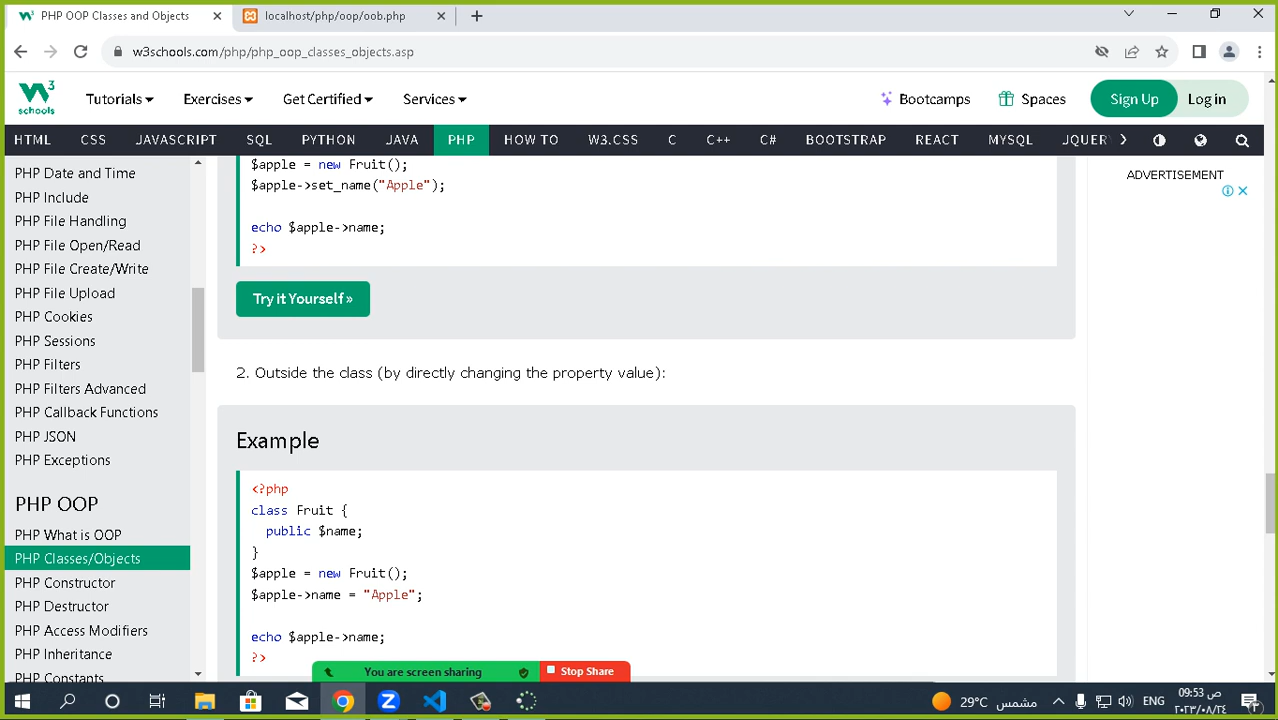 PHP OOP Classes and Objects
localhost/php/oop/oob.php
w3schools.com/php/php_oop_classes_objects.asp
W3
schools
Tutorials
Exercises
Get Certified
Services
Bootcamps
Spaces
Sign Up
Log in
HTML CSS JAVASCRIPT SQL PYTHON JAVA PHP HOW TO W3.CSS C C++ C# BOOTSTRAP REACT MYSQL JQUER
PHP Date and Time
PHP Include
PHP File Handling
PHP File Open/Read
PHP File Create/Write
PHP File Upload
PHP Cookies
PHP Sessions
PHP Filters
PHP Filters Advanced
PHP Callback Functions
PHP JSON
PHP Exceptions
PHP OOP
PHP What is OOP
PHP Classes/Objects
PHP Constructor
PHP Destructor
PHP Access Modifiers
PHP Inheritance
PHP Constants
$apple = new Fruit();
$apple->set_name("Apple");
echo $apple->name;
?>
Try it Yourself »
2. Outside the class (by directly changing the property value):
Example
<?php
class Fruit {
public $name;
}
$apple = new Fruit();
$apple->name = "Apple";
echo $apple->name;
?>
ADVERTISEMENT
You are screen sharing
Stop Share
29°C مشمس
ENG
09:53 ص
٢٠٢٣/٠٨/٢٤